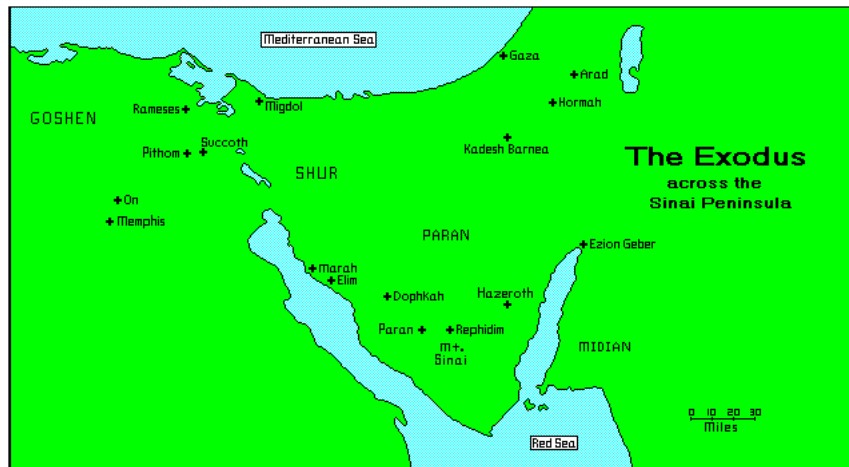 Mediterranean Sea
Gaza
Arad
Rameses
Migdol
Hormah
GOSHEN
Succoth
Pithom
Kadesh Barnea
The Exodus
across the
Sinai Peninsula
SHUR
On
Memphis
PARAN
Ezion Geber
Marah
Elim
Dophkah
Hazeroth
Paran
Rephidim
mt.
Sinai
MIDIAN
0 10 20 30
Miles
Red Sea